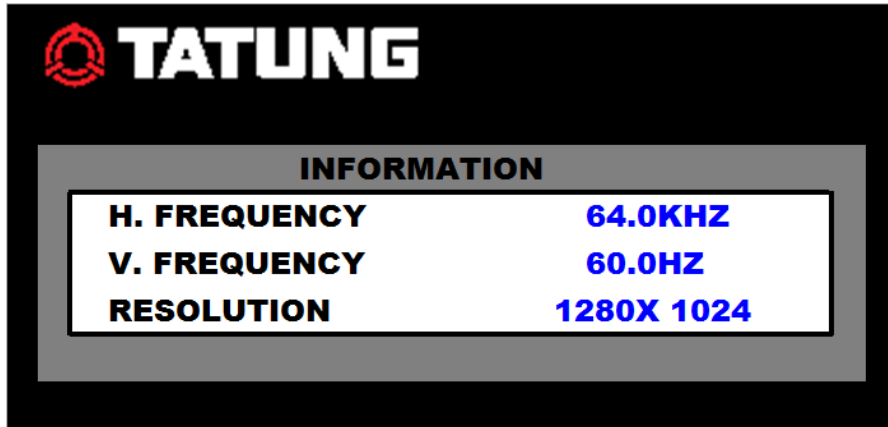 TATUNG
INFORMATION
H. FREQUENCY 64.0KHZ
V. FREQUENCY 60.0HZ
RESOLUTION 1280X 1024